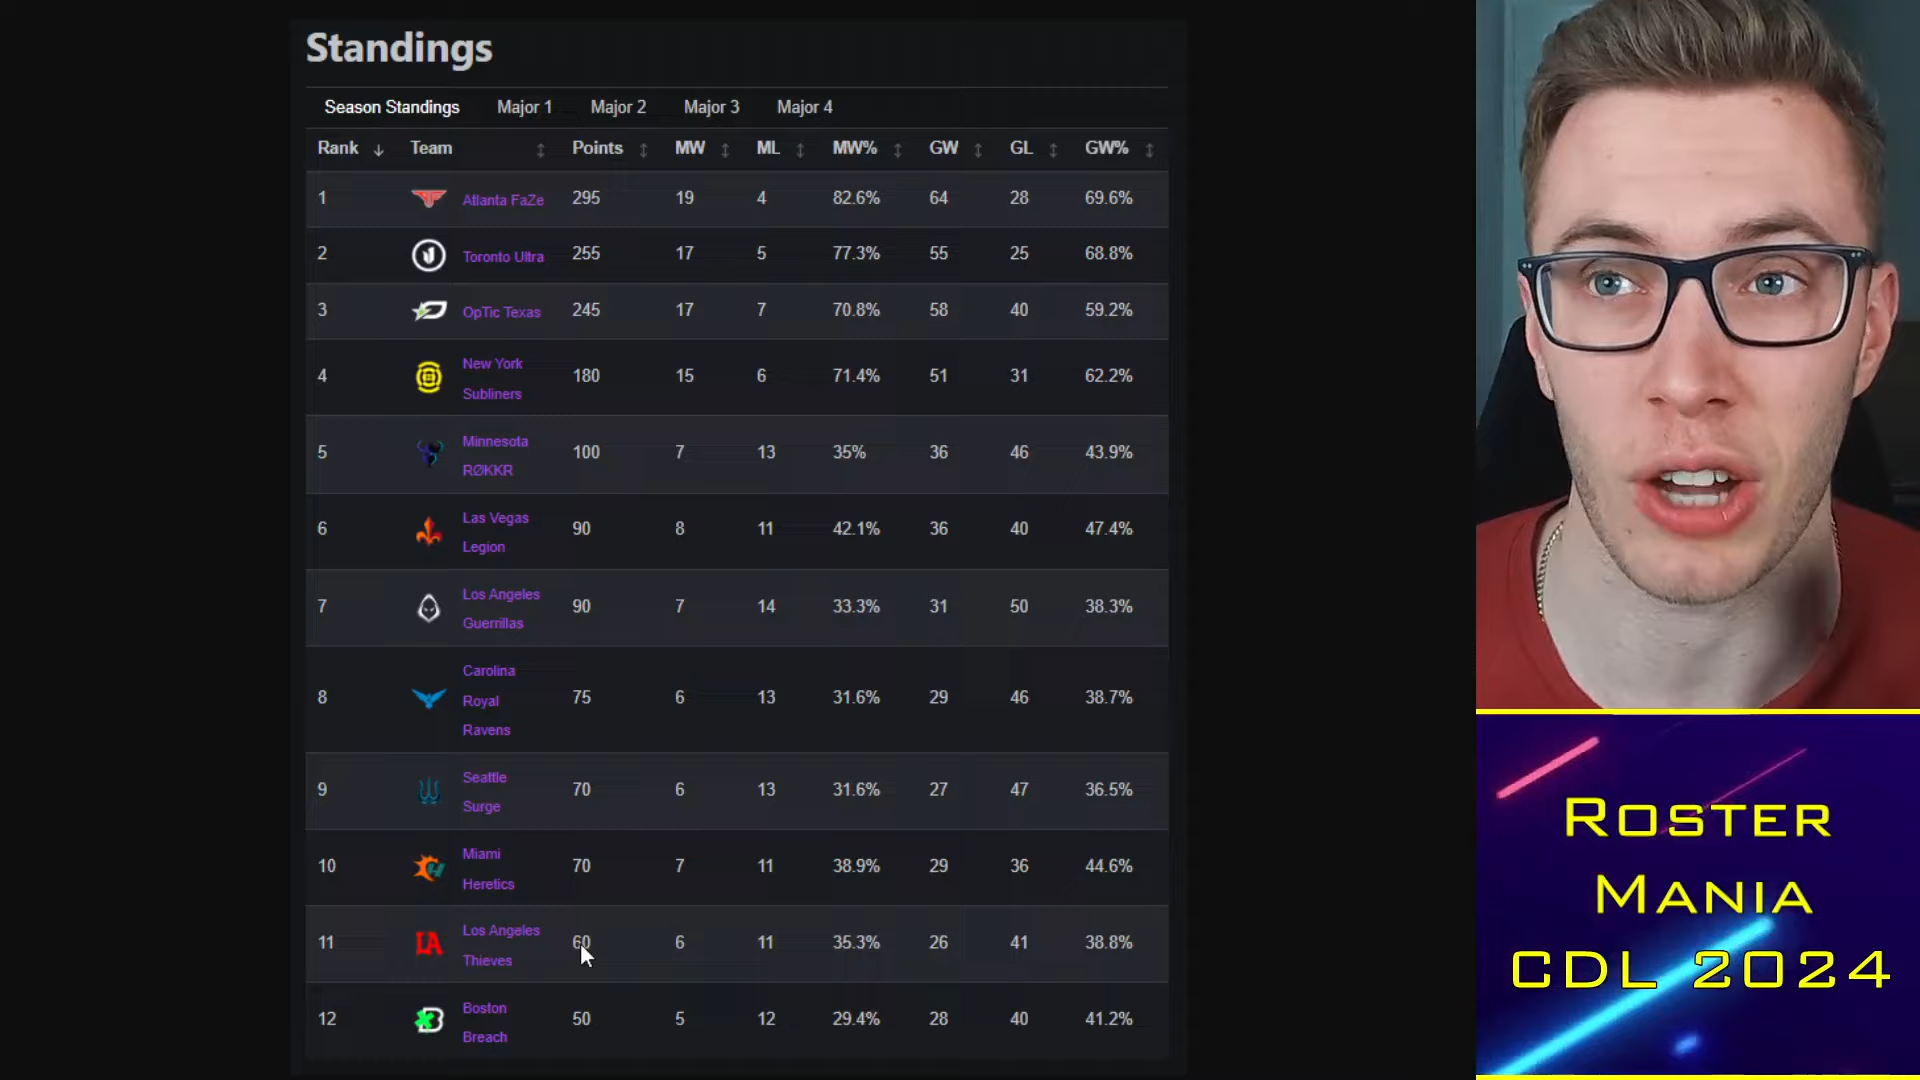 Standings
Season Standings Major 1 Major 2 Major 3 Major 4
Rank Team Points MW ML MW% GW GL GW%
1 Atlanta FaZe 295 19 4 82.6% 64 28 69.6%
2 Toronto Ultra 255 17 5 77.3% 55 25 68.8%
3 OpTic Texas 245 17 7 70.8% 58 40 59.2%
4 New York Subliners 180 15 6 71.4% 51 31 62.2%
5 Minnesota RØKKR 100 7 13 35% 36 46 43.9%
6 Las Vegas Legion 90 8 11 42.1% 36 40 47.4%
7 Los Angeles Guerrillas 90 7 14 33.3% 31 50 38.3%
8 Carolina Royal Ravens 75 6 13 31.6% 29 46 38.7%
9 Seattle Surge 70 6 13 31.6% 27 47 36.5%
10 Miami Heretics 70 7 11 38.9% 29 36 44.6%
11 LA Los Angeles Thieves 60 6 11 35.3% 26 41 38.8%
12 Boston Breach 50 5 12 29.4% 28 40 41.2%
Roster
Mania
CDL 2024